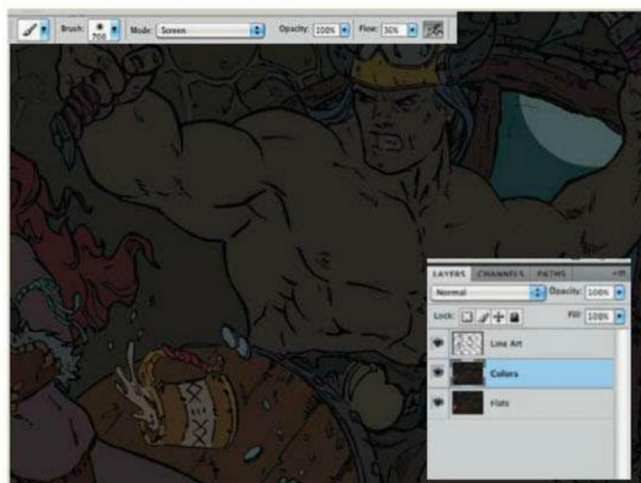 Brush: 700 Mode: Screen Opacity: 100% Flow: 36%
LAYERS CHANNELS PATHS
Normal Opacity: 100%
Lock: Fill: 100%
Line Art
Colors
Flats